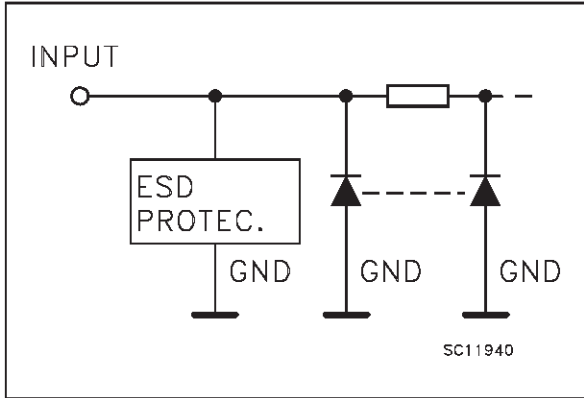 INPUT
ESD
PROTEC.
GND
GND
GND
SC11940